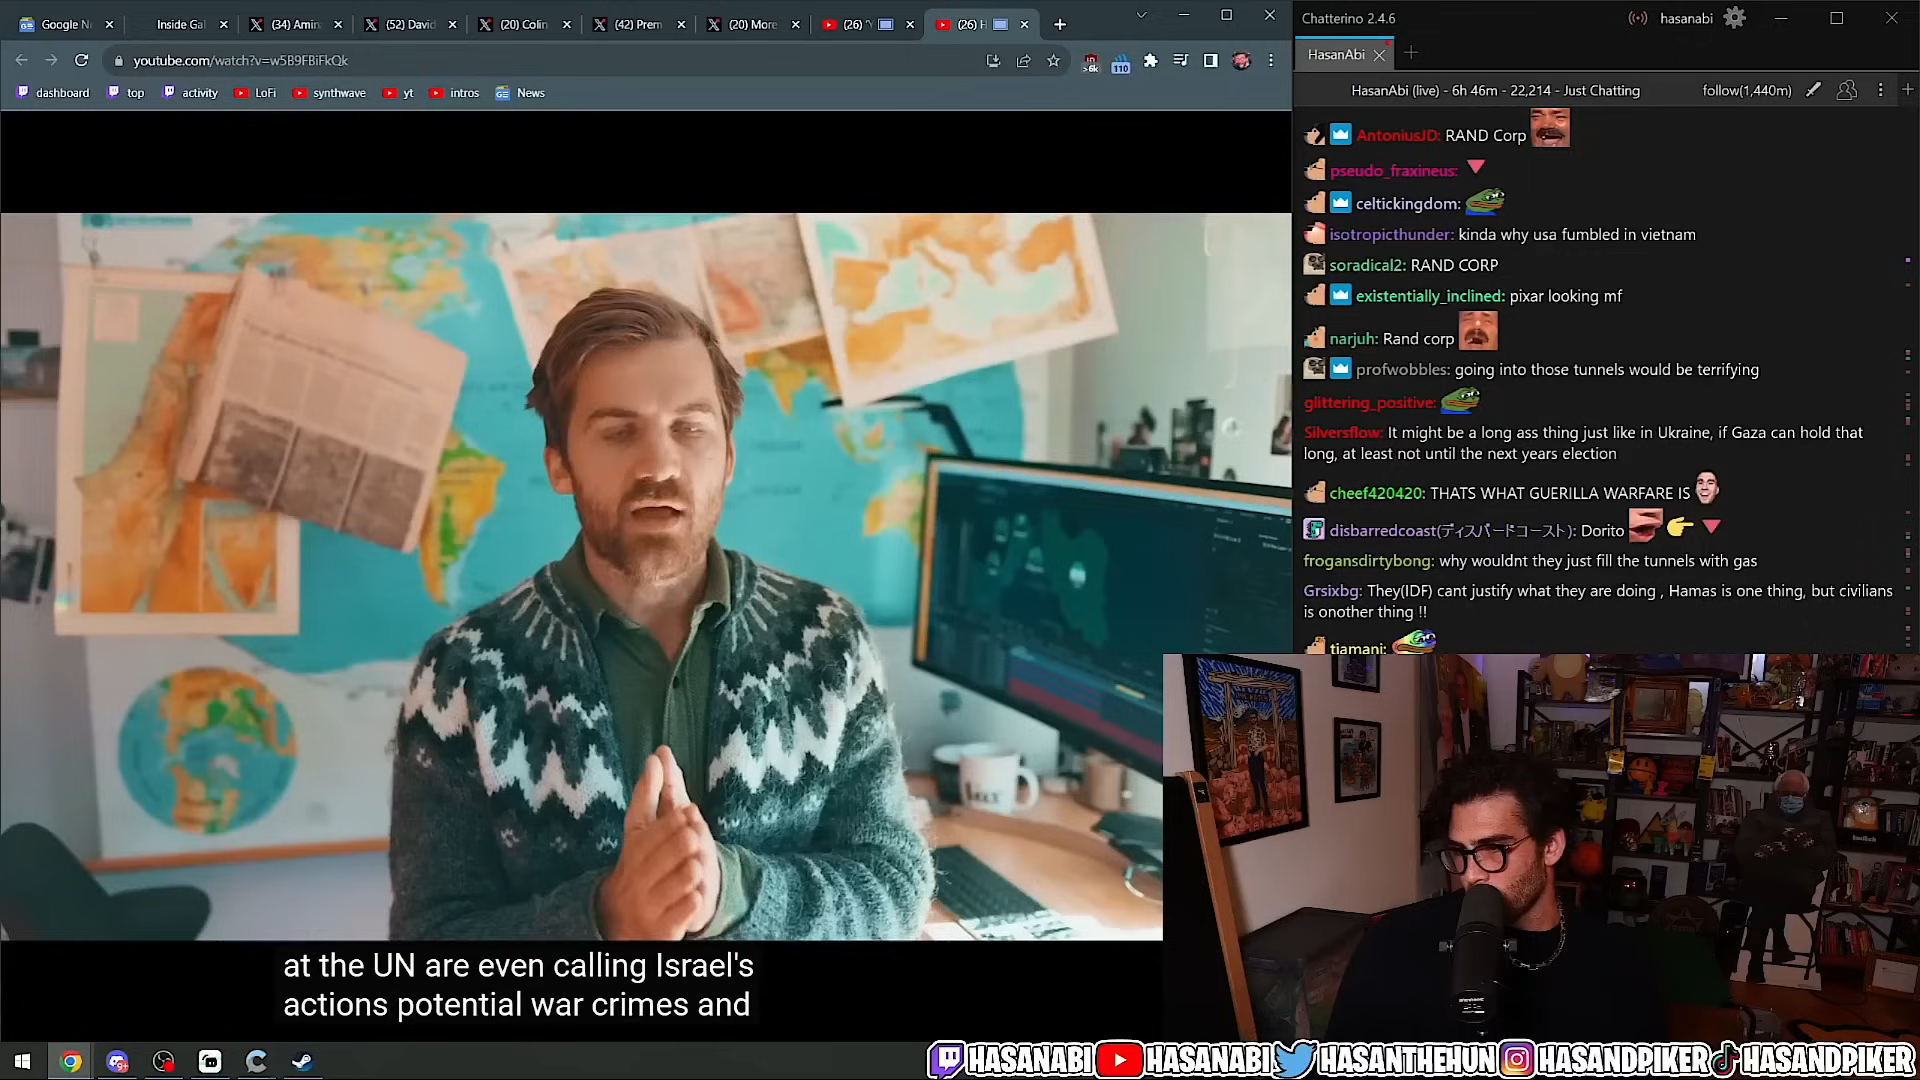 Google N
Inside Gal
(34) Amin
(52) David
(20) Colin
(42) Prem
(20) More
(26) "
(26) H
Chatterino 2.4.6
hasanabi
youtube.com/watch?v=w5B9FBiFkQk
>6k
110
HasanAbi
dashboard
top
activity
LoFi
synthwave
yt
intros
News
HasanAbi (live) - 6h 46m - 22,214 - Just Chatting
follow(1,440m)
AntoniusJD: RAND Corp
pseudo_fraxineus:
celtickingdom:
isotropicthunder: kinda why usa fumbled in vietnam
soradical2: RAND CORP
existentially_inclined: pixar looking mf
narjuh: Rand corp
profwobbles: going into those tunnels would be terrifying
glittering_positive:
Silversflow: It might be a long ass thing just like in Ukraine, if Gaza can hold that
long, at least not until the next years election
cheef420420: THATS WHAT GUERILLA WARFARE IS
disbarredcoast(ディスバードコースト): Dorito
frogansdirtybong: why wouldnt they just fill the tunnels with gas
Grsixbg: They(IDF) cant justify what they are doing , Hamas is one thing, but civilians
is onother thing !!
tiamani:
at the UN are even calling Israel's
actions potential war crimes and
HASANABI
HASANABI
HASANTHEHUN
HASANDPIKER
HASANDPIKER